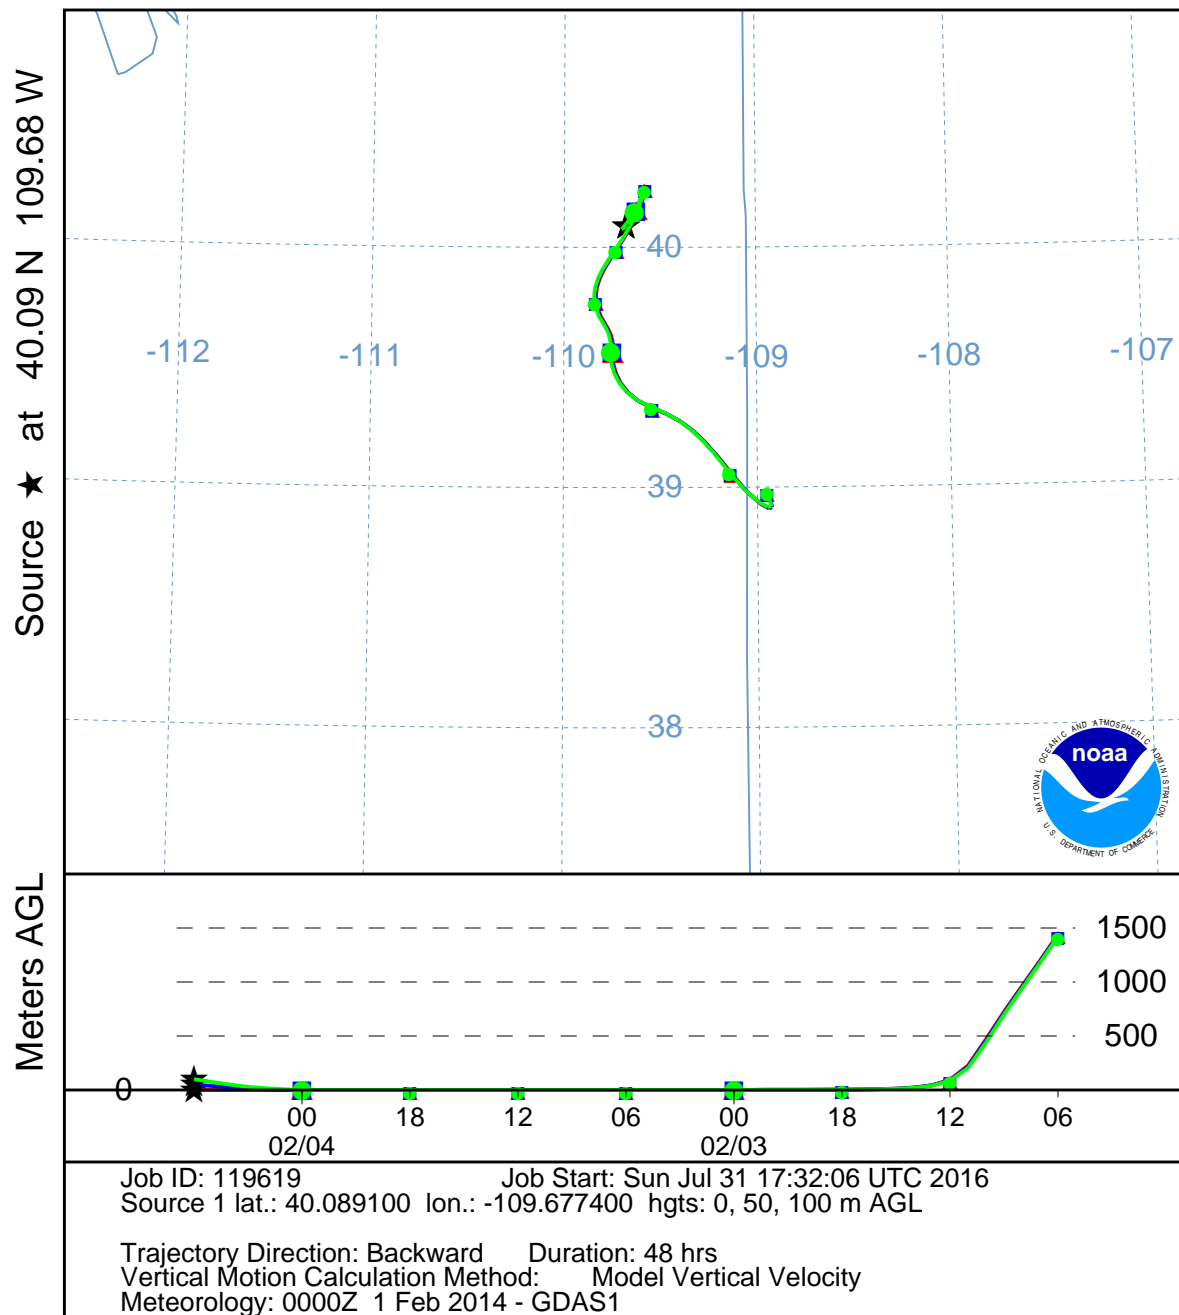 Source ★ at 40.09 N 109.68 W
40
-112 -111 -110 -109 -108 -107
39
38
NATIONAL OCEANIC AND ATMOSPHERIC ADMINISTRATION
noaa
U.S. DEPARTMENT OF COMMERCE
Meters AGL
1500
1000
500
0
00 18 12 06 00 18 12 06
02/04 02/03
Job ID: 119619 Job Start: Sun Jul 31 17:32:06 UTC 2016
Source 1 lat.: 40.089100 lon.: -109.677400 hgts: 0, 50, 100 m AGL
Trajectory Direction: Backward Duration: 48 hrs
Vertical Motion Calculation Method: Model Vertical Velocity
Meteorology: 0000Z 1 Feb 2014 - GDAS1